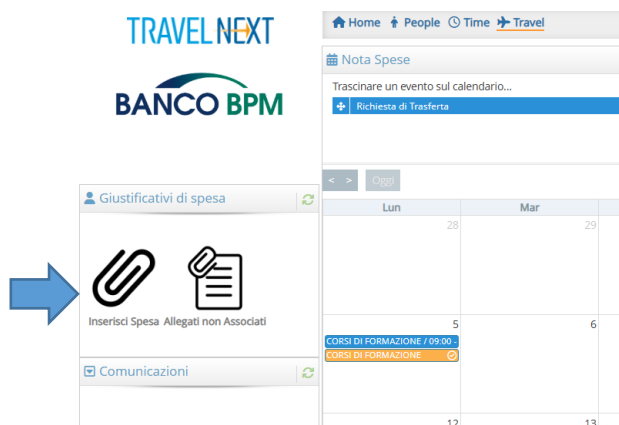 TRAVEL NEXT
BANCO BPM
Giustificativi di spesa
Inserisci Spesa Allegati non Associati
Comunicazioni
Home People Time Travel
Nota Spese
Trascinare un evento sul calendario...
Richiesta di Trasferta
< > Oggi
Lun Mar
28 29
5 6
CORSI DI FORMAZIONE / 09:00 -
CORSI DI FORMAZIONE
12 13